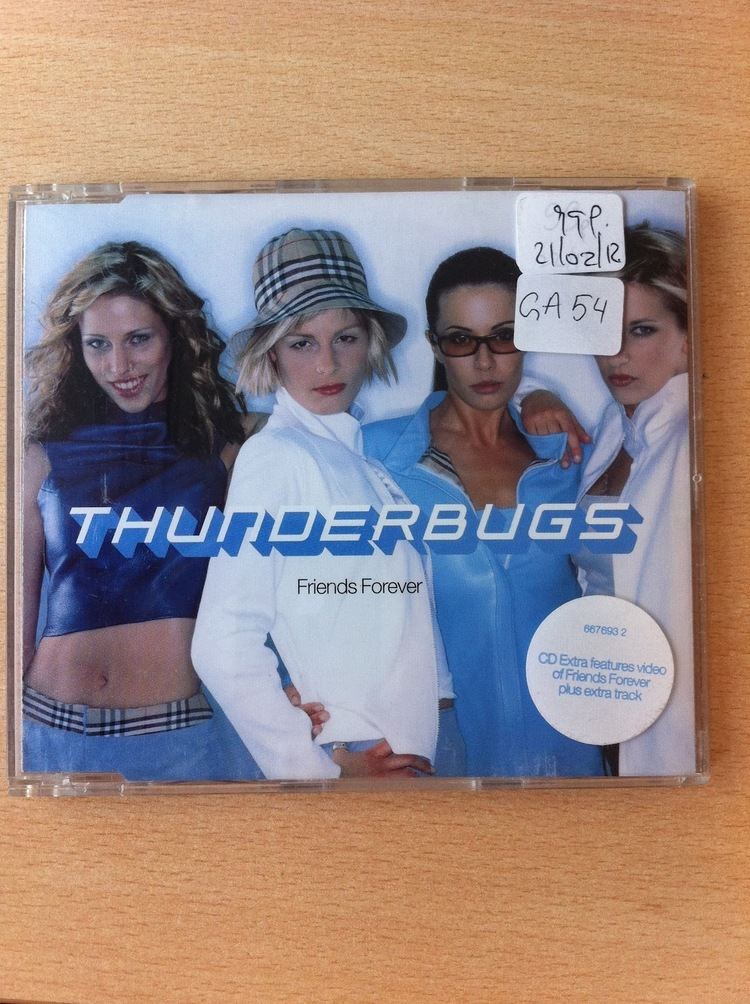 99p.
21/02/12
GA 54
THUNDERBUGS
Friends Forever
667693 2
CD Extra features video
of Friends Forever
plus extra track